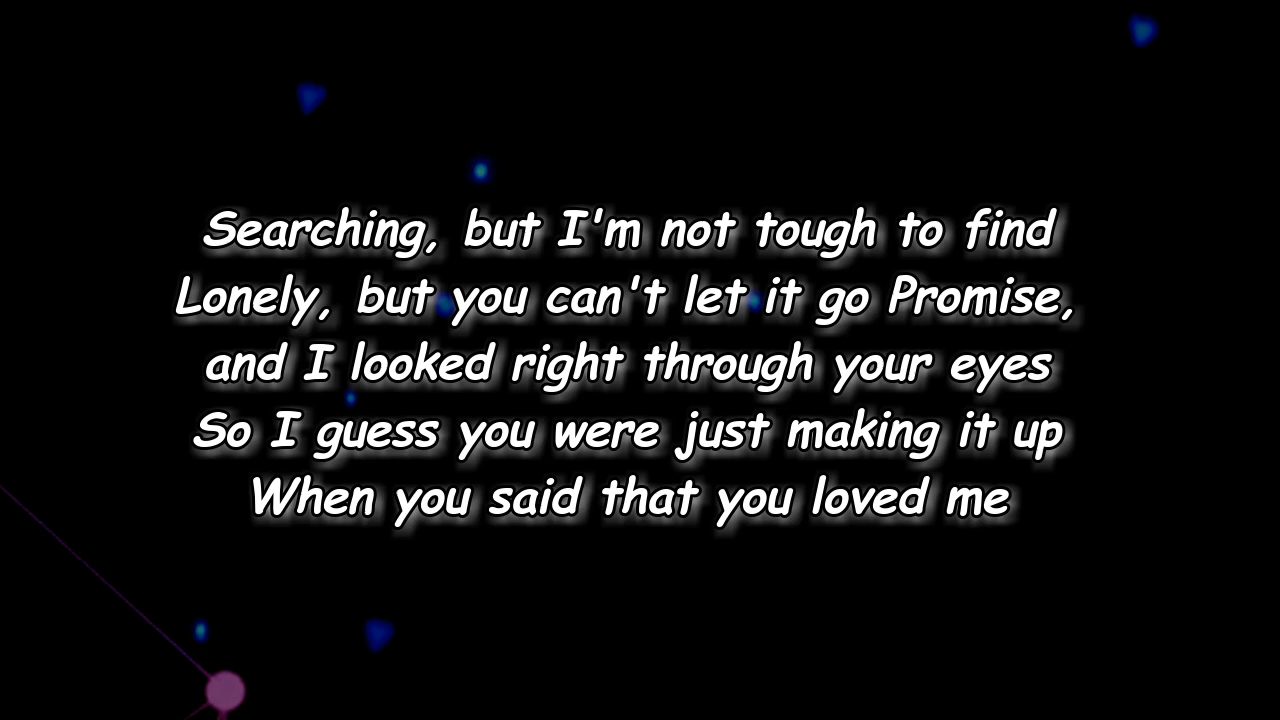 Searching, but I'm not tough to find
Lonely, but you can't let it go Promise,
and I looked right through your eyes
So I guess you were just making it up
When you said that you loved me